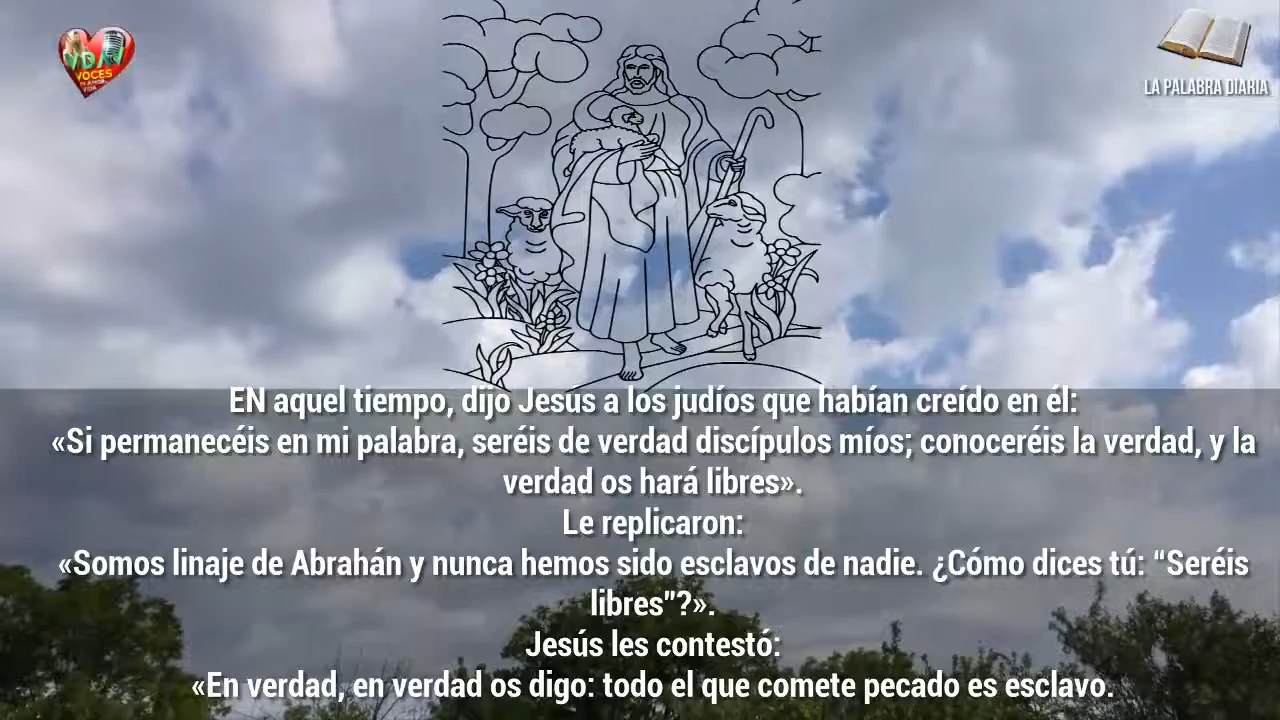 VDA
VOCES
LA PALABRA DIARIA
EN aquel tiempo, dijo Jesús a los judíos que habían creído en él:
«Si permanecéis en mi palabra, seréis de verdad discípulos míos; conoceréis la verdad, y la
verdad os hará libres».
Le replicaron:
«Somos linaje de Abrahán y nunca hemos sido esclavos de nadie. ¿Cómo dices tú: “Seréis
libres”?».
Jesús les contestó:
«En verdad, en verdad os digo: todo el que comete pecado es esclavo.